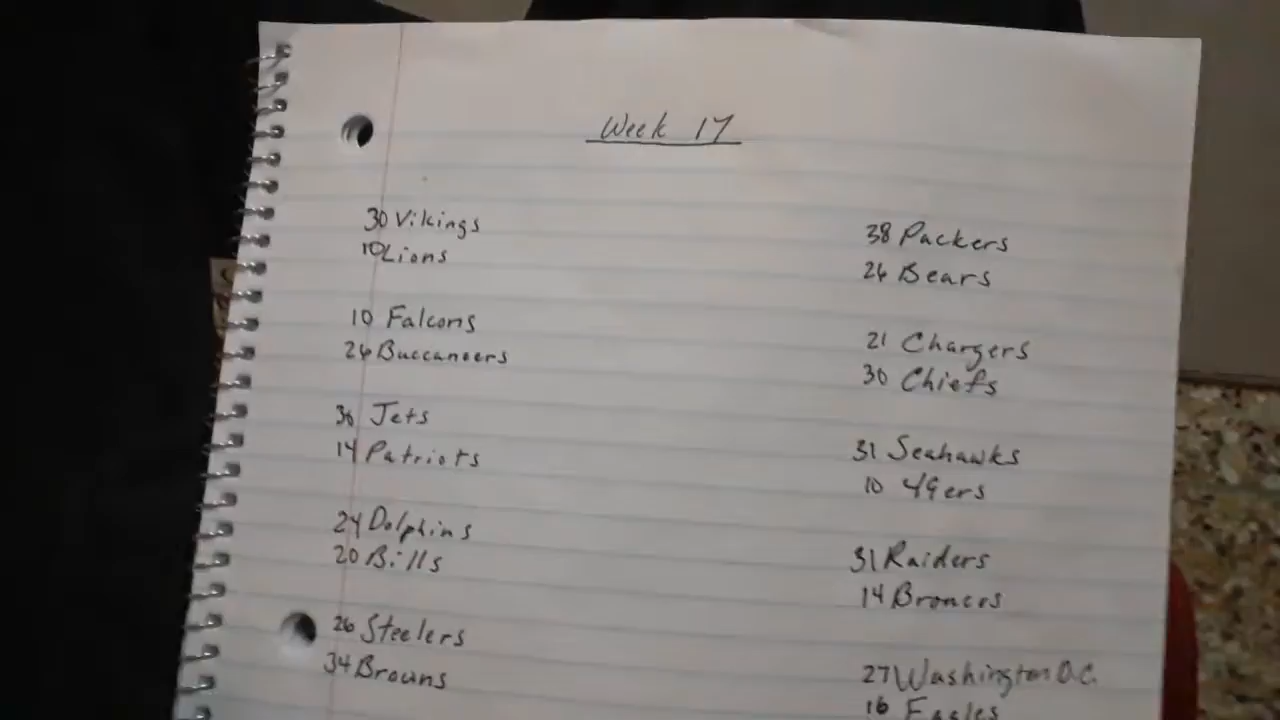 Week 17
30 Vikings
10 Lions
10 Falcons
26 Buccaneers
36 Jets
14 Patriots
24 Dolphins
20 Bills
26 Steelers
34 Browns
38 Packers
26 Bears
21 Chargers
30 Chiefs
31 Seahawks
10 49ers
31 Raiders
14 Broncos
27 Washington D.C.
16 Eagles